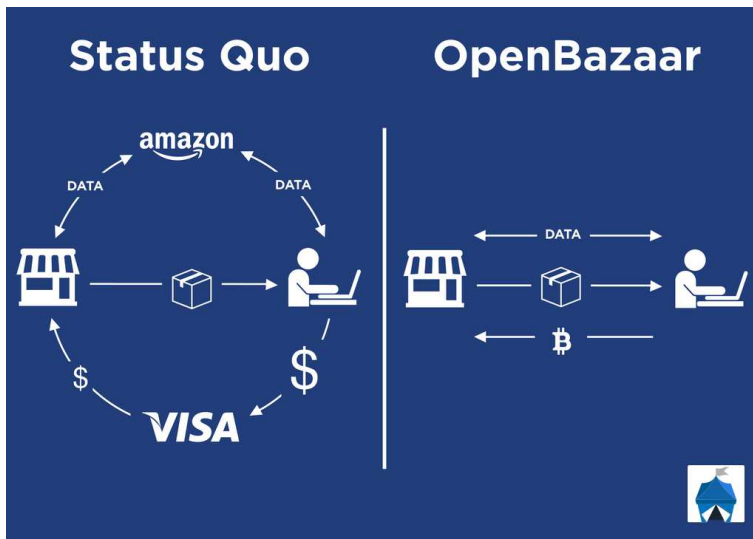 Status Quo
amazon
DATA
DATA
$
$
VISA
OpenBazaar
DATA
₿